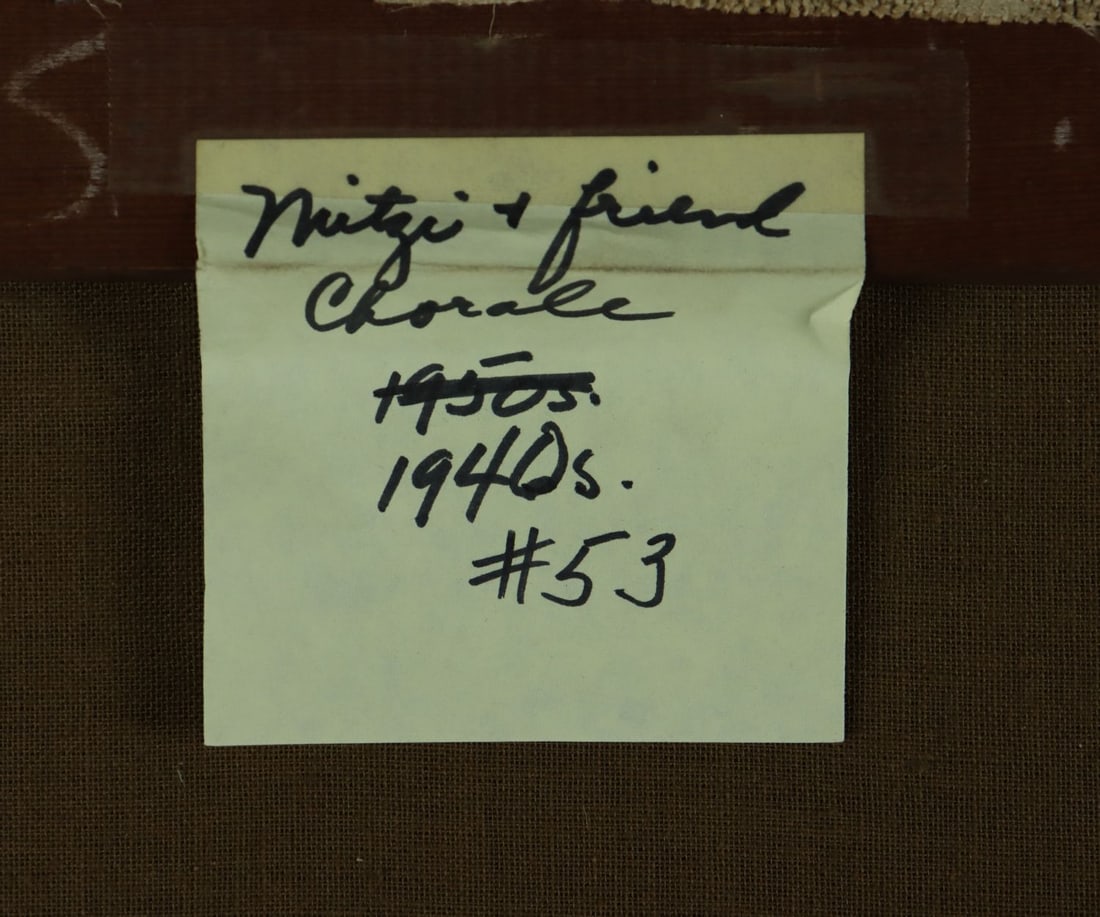 Mitzi + friend
Chorale
1950s.
1940s.
#53